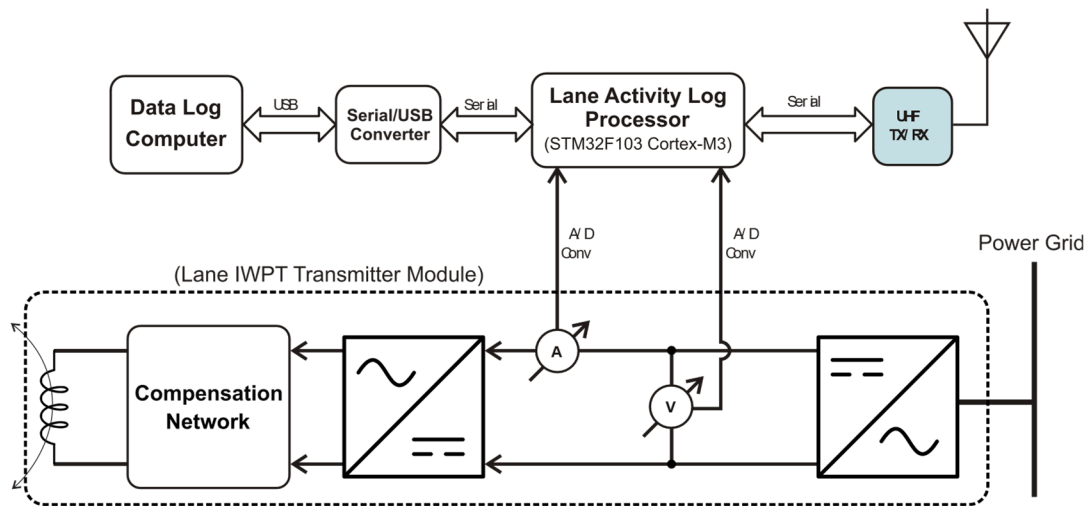 Data Log
Computer
USB
Serial/USB
Converter
Serial
Lane Activity Log
Processor
(STM32F103 Cortex-M3)
Serial
UHF
TX/RX
A/D
Conv
A/D
Conv
Power Grid
(Lane IWPT Transmitter Module)
Compensation
Network
A
V